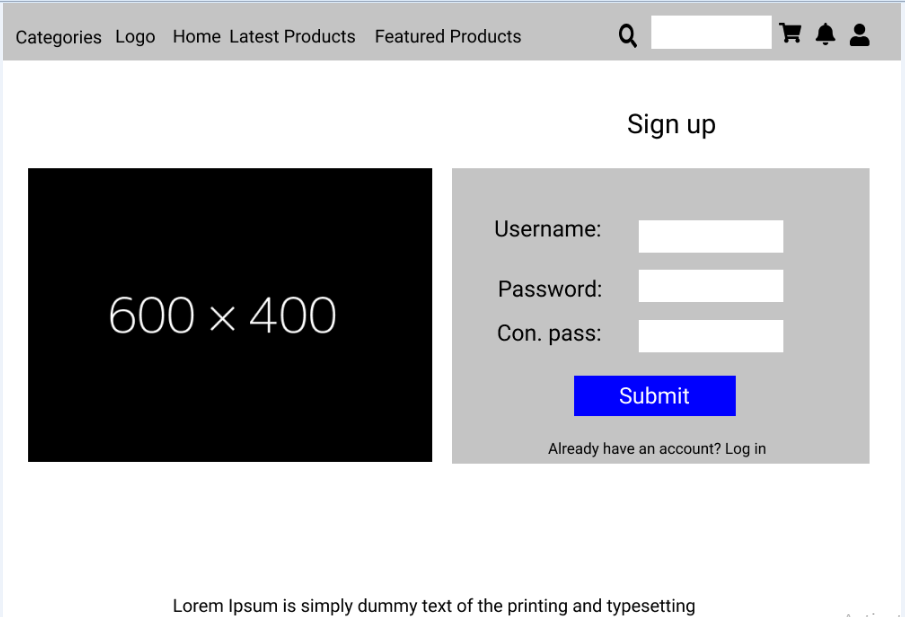 Categories Logo Home Latest Products Featured Products
Sign up
600 × 400
Username:
Password:
Con. pass:
Submit
Already have an account? Log in
Lorem Ipsum is simply dummy text of the printing and typesetting